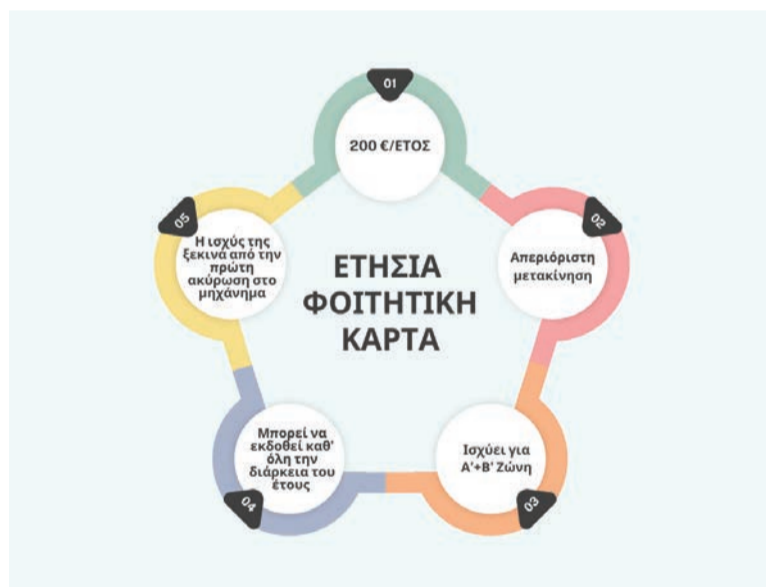 01
200 €/ΕΤΟΣ
02
Απεριόριστη
μετακίνηση
03
Ισχύει για
Α'+Β' Ζώνη
04
Μπορεί να
εκδοθεί καθ'
όλη την
διάρκεια του
έτους
05
Η ισχύς της
ξεκινά από την
πρώτη
ακύρωση στο
μηχάνημα
ΕΤΗΣΙΑ
ΦΟΙΤΗΤΙΚΗ
ΚΑΡΤΑ